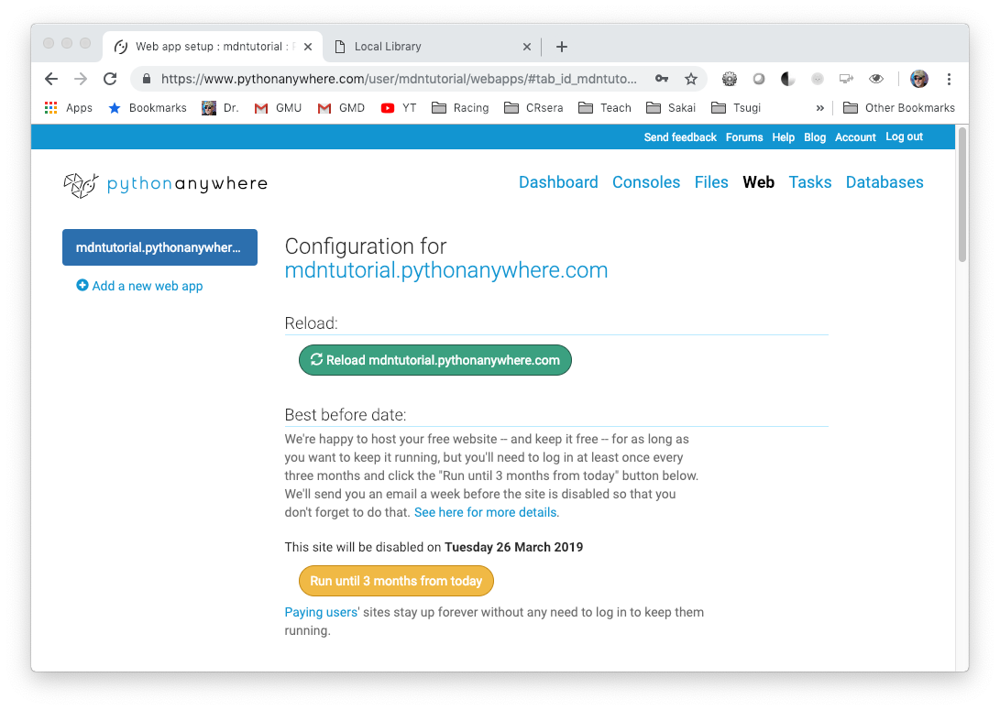 Web app setup : mdntutorial :
Local Library
https://www.pythonanywhere.com/user/mdntutorial/webapps/#tab_id_mdntuto...
Apps Bookmarks Dr. GMU GMD YT Racing CRsera Teach Sakai Tsugi » Other Bookmarks
Send feedback Forums Help Blog Account Log out
pythonanywhere
Dashboard Consoles Files Web Tasks Databases
mdntutorial.pythonanywher...
Add a new web app
Configuration for
mdntutorial.pythonanywhere.com
Reload:
Reload mdntutorial.pythonanywhere.com
Best before date:
We're happy to host your free website -- and keep it free -- for as long as
you want to keep it running, but you'll need to log in at least once every
three months and click the "Run until 3 months from today" button below.
We'll send you an email a week before the site is disabled so that you
don't forget to do that. See here for more details.
This site will be disabled on Tuesday 26 March 2019
Run until 3 months from today
Paying users' sites stay up forever without any need to log in to keep them
running.